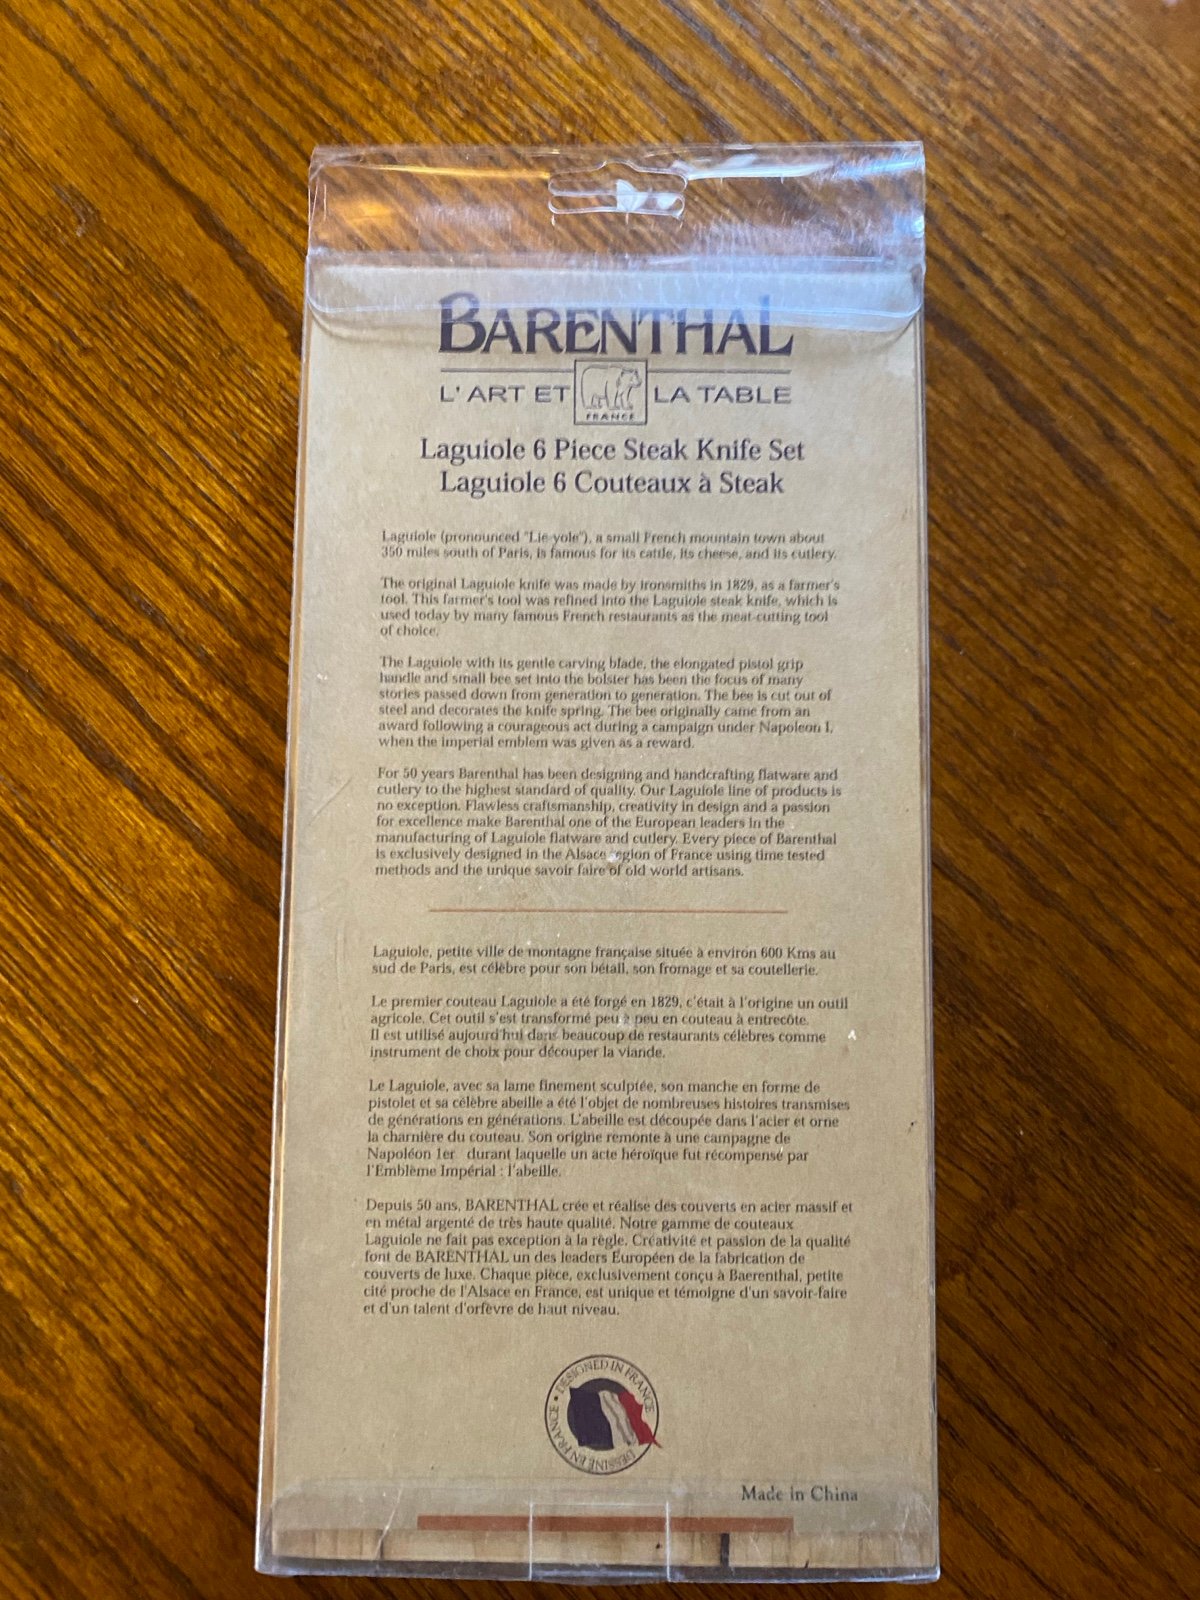 BARENTHAL
L'ART ET LA TABLE
FRANCE
Laguiole 6 Piece Steak Knife Set
Laguiole 6 Couteaux à Steak
Laguiole (pronounced "Lie-yole"), a small French mountain town about
350 miles south of Paris, is famous for its cattle, its cheese, and its cutlery.
The original Laguiole knife was made by ironsmiths in 1829, as a farmer's
tool. This farmer's tool was refined into the Laguiole steak knife, which is
used today by many famous French restaurants as the meat-cutting tool
of choice.
The Laguiole with its gentle carving blade, the elongated pistol grip
handle and small bee set into the bolster has been the focus of many
stories passed down from generation to generation. The bee is cut out of
steel and decorates the knife spring. The bee originally came from an
award following a courageous act during a campaign under Napoleon I,
when the imperial emblem was given as a reward.
For 50 years Barenthal has been designing and handcrafting flatware and
cutlery to the highest standard of quality. Our Laguiole line of products is
no exception. Flawless craftsmanship, creativity in design and a passion
for excellence make Barenthal one of the European leaders in the
manufacturing of Laguiole flatware and cutlery. Every piece of Barenthal
is exclusively designed in the Alsace region of France using time tested
methods and the unique savoir faire of old world artisans.
Laguiole, petite ville de montagne française située à environ 600 Kms au
sud de Paris, est célèbre pour son bétail, son fromage et sa coutellerie.
Le premier couteau Laguiole a été forgé en 1829, c'était à l'origine un outil
agricole. Cet outil s'est transformé peu à peu en couteau à entrecôte.
Il est utilisé aujourd'hui dans beaucoup de restaurants célèbres comme
instrument de choix pour découper la viande.
Le Laguiole, avec sa lame finement sculptée, son manche en forme de
pistolet et sa célèbre abeille a été l'objet de nombreuses histoires transmises
de générations en générations. L'abeille est découpée dans l'acier et orne
la charnière du couteau. Son origine remonte à une campagne de
Napoléon 1er durant laquelle un acte héroïque fut récompensé par
l'Emblème Impérial : l'abeille.
Depuis 50 ans, BARENTHAL crée et réalise des couverts en acier massif et
en métal argenté de très haute qualité. Notre gamme de couteaux
Laguiole ne fait pas exception à la règle. Créativité et passion de la qualité
font de BARENTHAL un des leaders Européen de la fabrication de
couverts de luxe. Chaque pièce, exclusivement conçu à Baerenthal, petite
cité proche de l'Alsace en France, est unique et témoigne d'un savoir-faire
et d'un talent d'orfèvre de haut niveau.
DESIGNED IN FRANCE
DESSINE EN FRANCE
Made in China